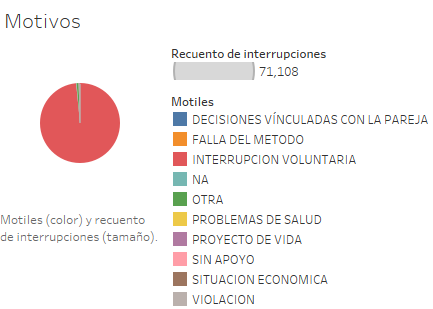 Motivos
Recuento de interrupciones
71,108
Motiles
DECISIONES VÍNCULADAS CON LA PAREJA
FALLA DEL METODO
INTERRUPCION VOLUNTARIA
NA
OTRA
PROBLEMAS DE SALUD
PROYECTO DE VIDA
SIN APOYO
SITUACION ECONOMICA
VIOLACION
Motiles (color) y recuento
de interrupciones (tamaño).